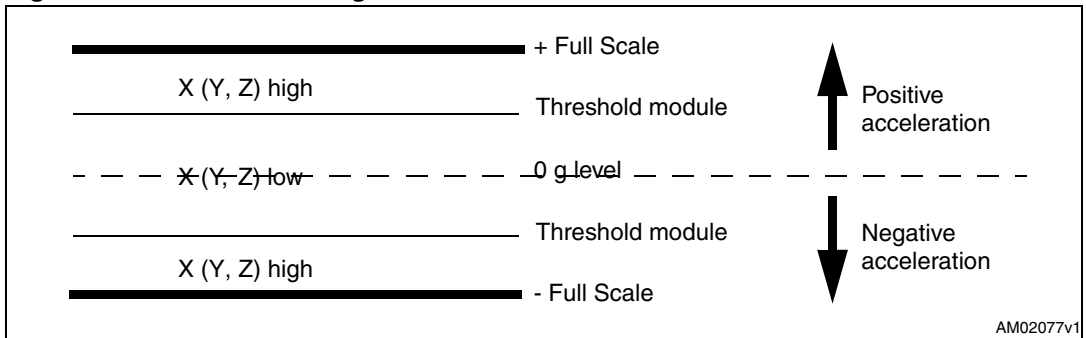 + Full Scale
X (Y, Z) high
Threshold module
Positive
acceleration
X (Y, Z) low
0 g level
Threshold module
Negative
acceleration
X (Y, Z) high
- Full Scale
AM02077v1